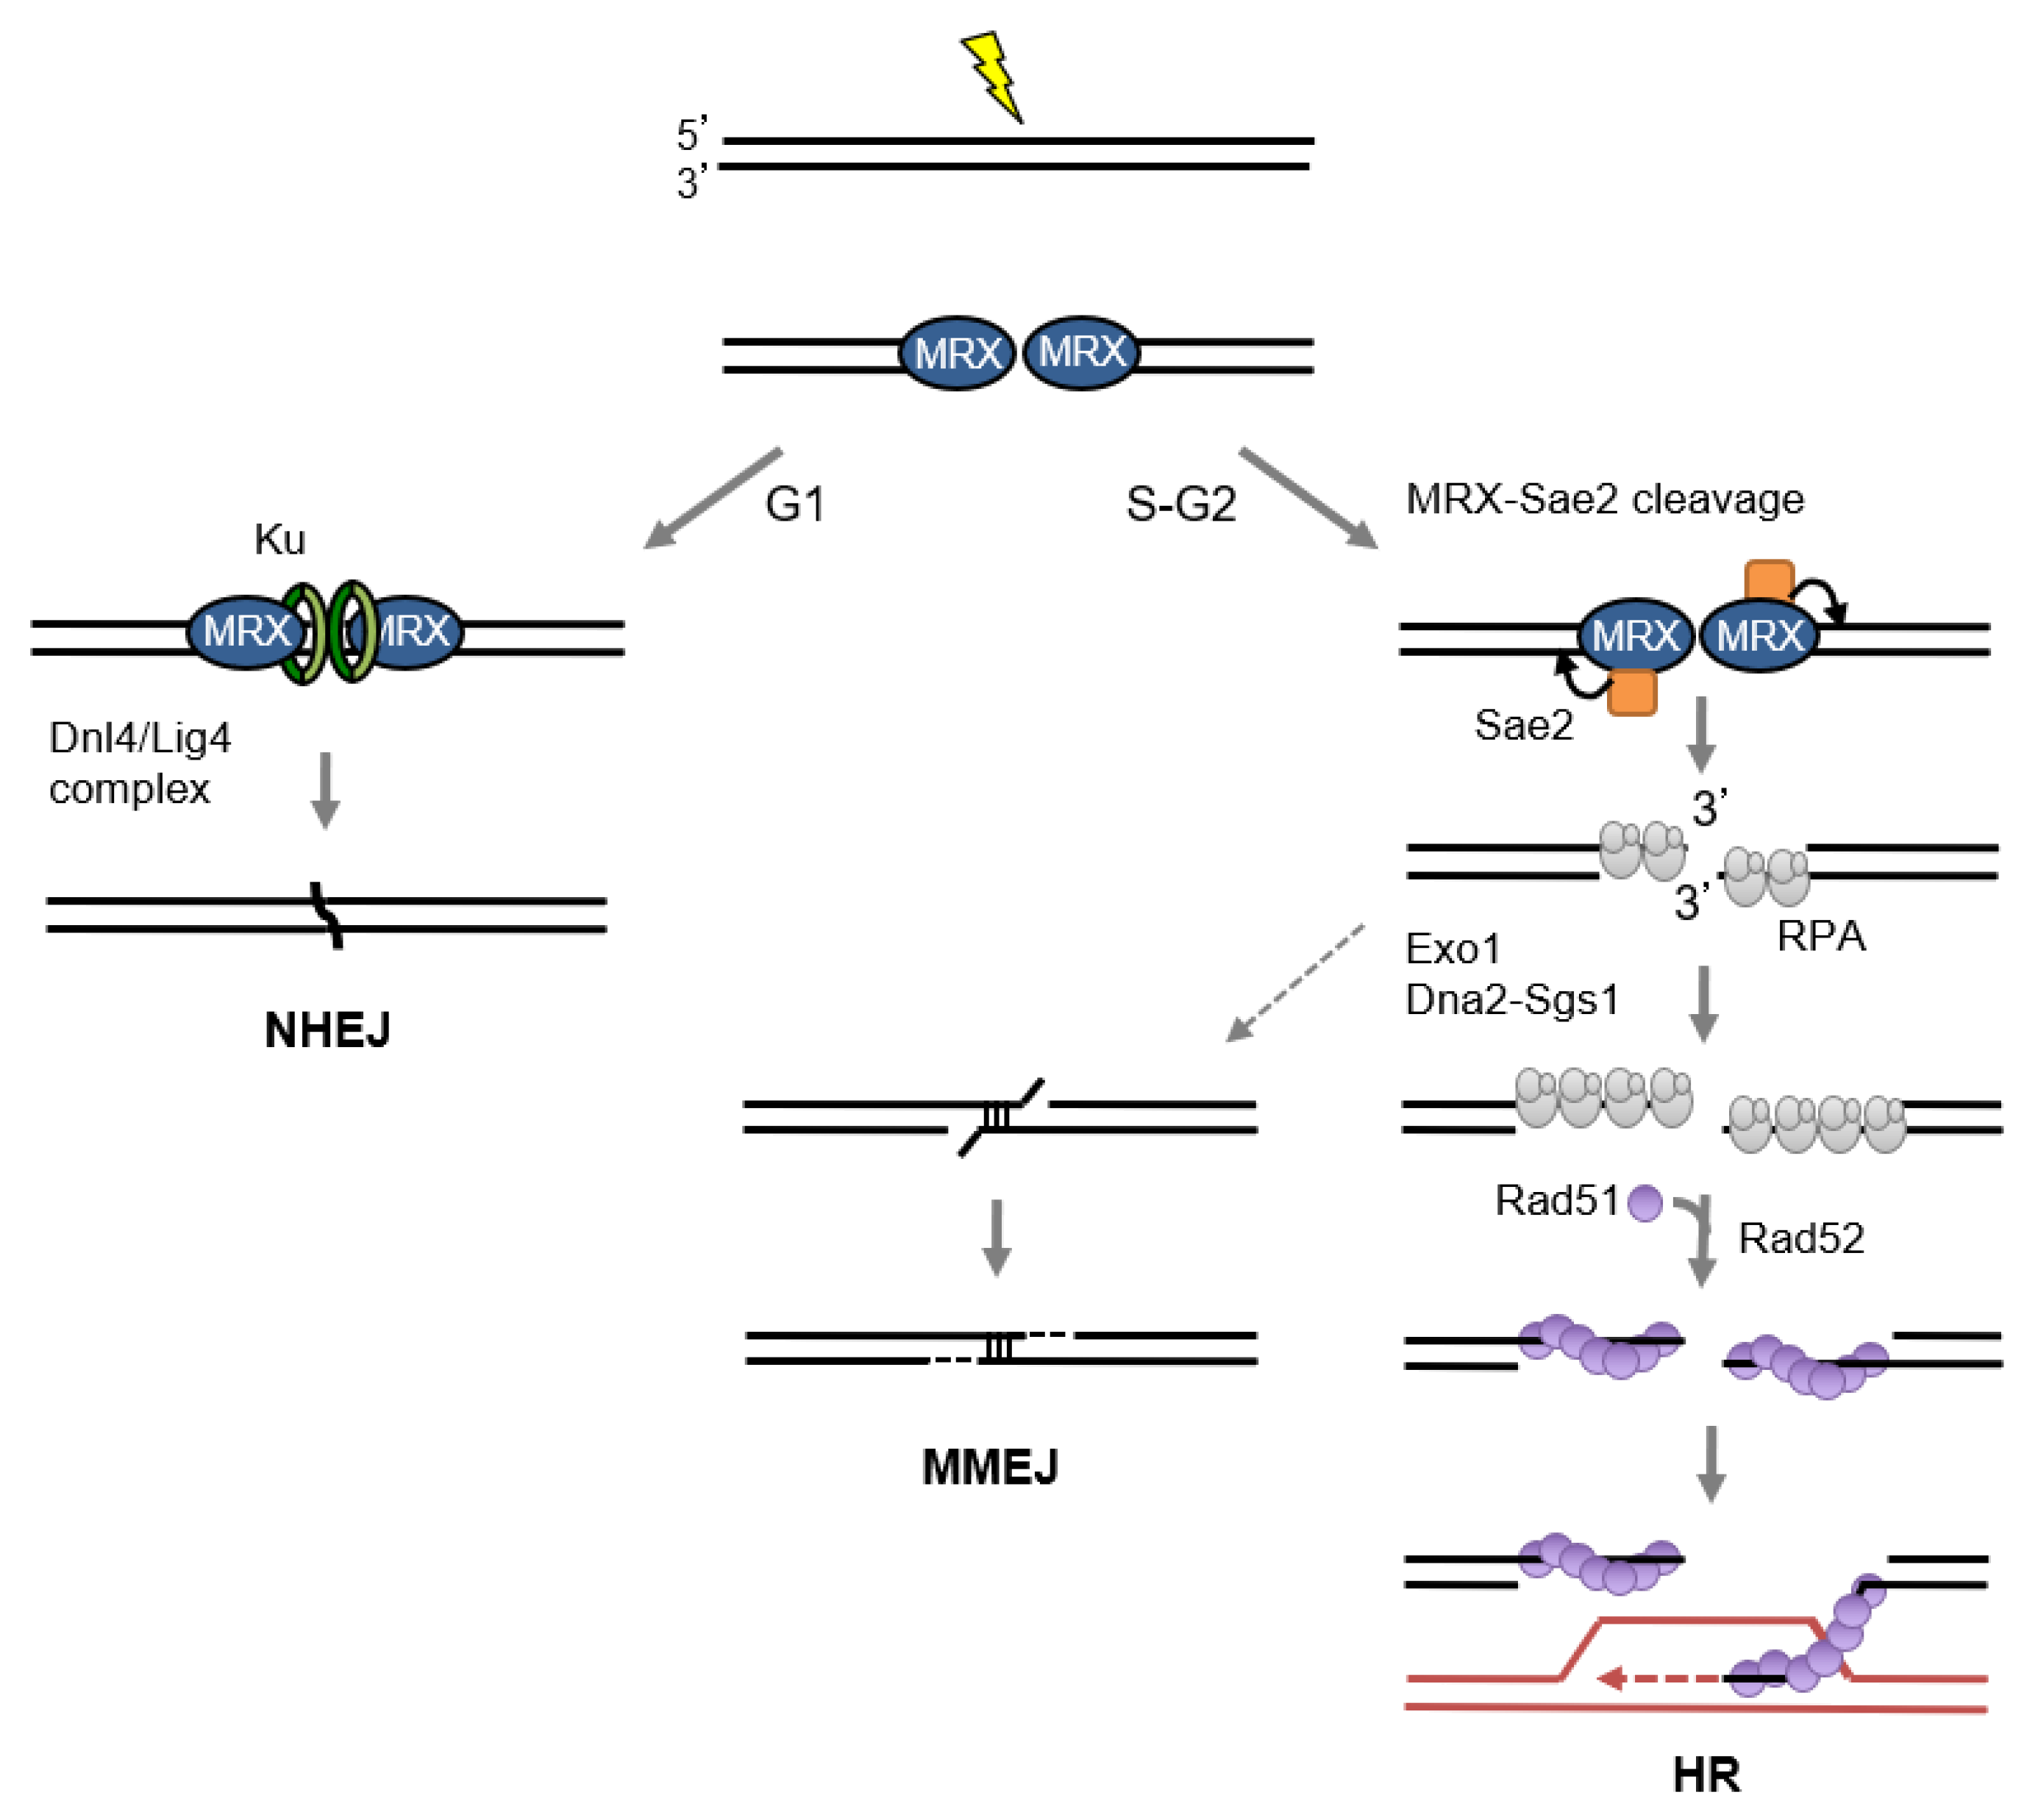 5’
3’
MRX MRX
G1
S-G2
MRX-Sae2 cleavage
Ku
MRX MRX
MRX MRX
Sae2
Dnl4/Lig4
complex
3’
3’
RPA
Exo1
Dna2-Sgs1
NHEJ
Rad51
Rad52
MMEJ
HR